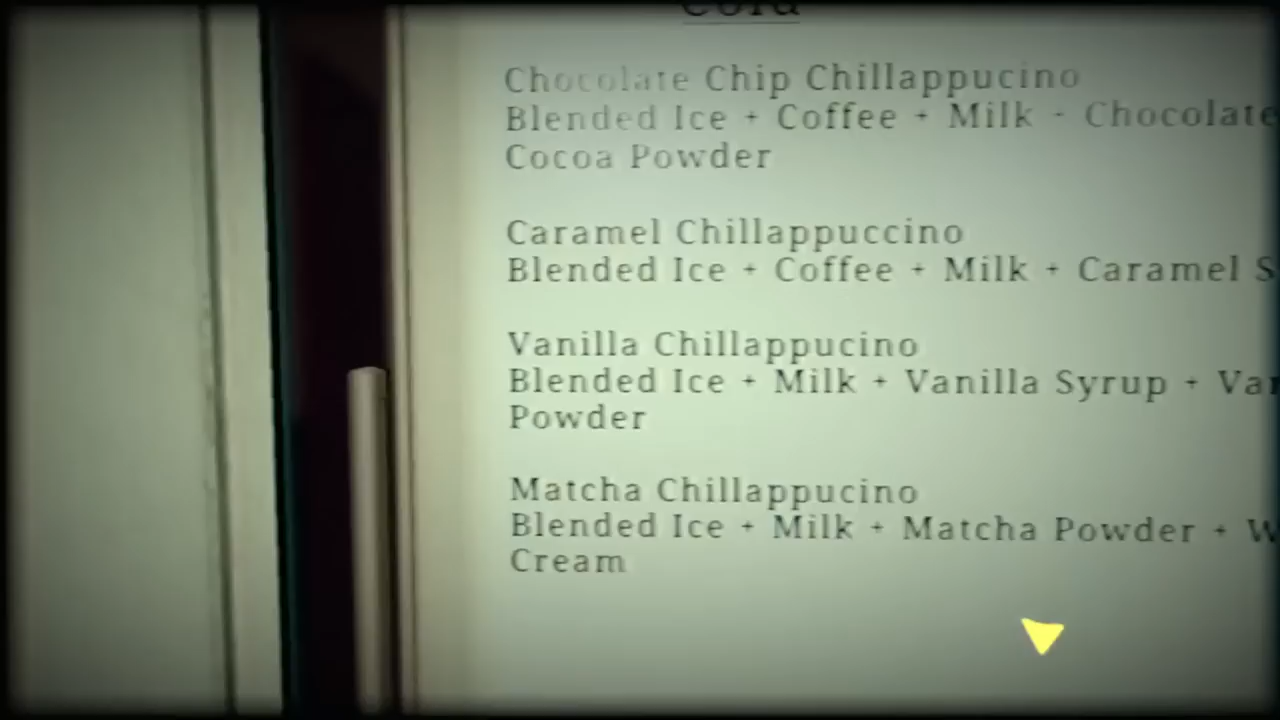 Cold
Chocolate Chip Chillappucino
Blended Ice + Coffee + Milk + Chocolate
Cocoa Powder
Caramel Chillappuccino
Blended Ice + Coffee + Milk + Caramel
Vanilla Chillappucino
Blended Ice + Milk + Vanilla Syrup +
Powder
Matcha Chillappucino
Blended Ice + Milk + Matcha Powder +
Cream